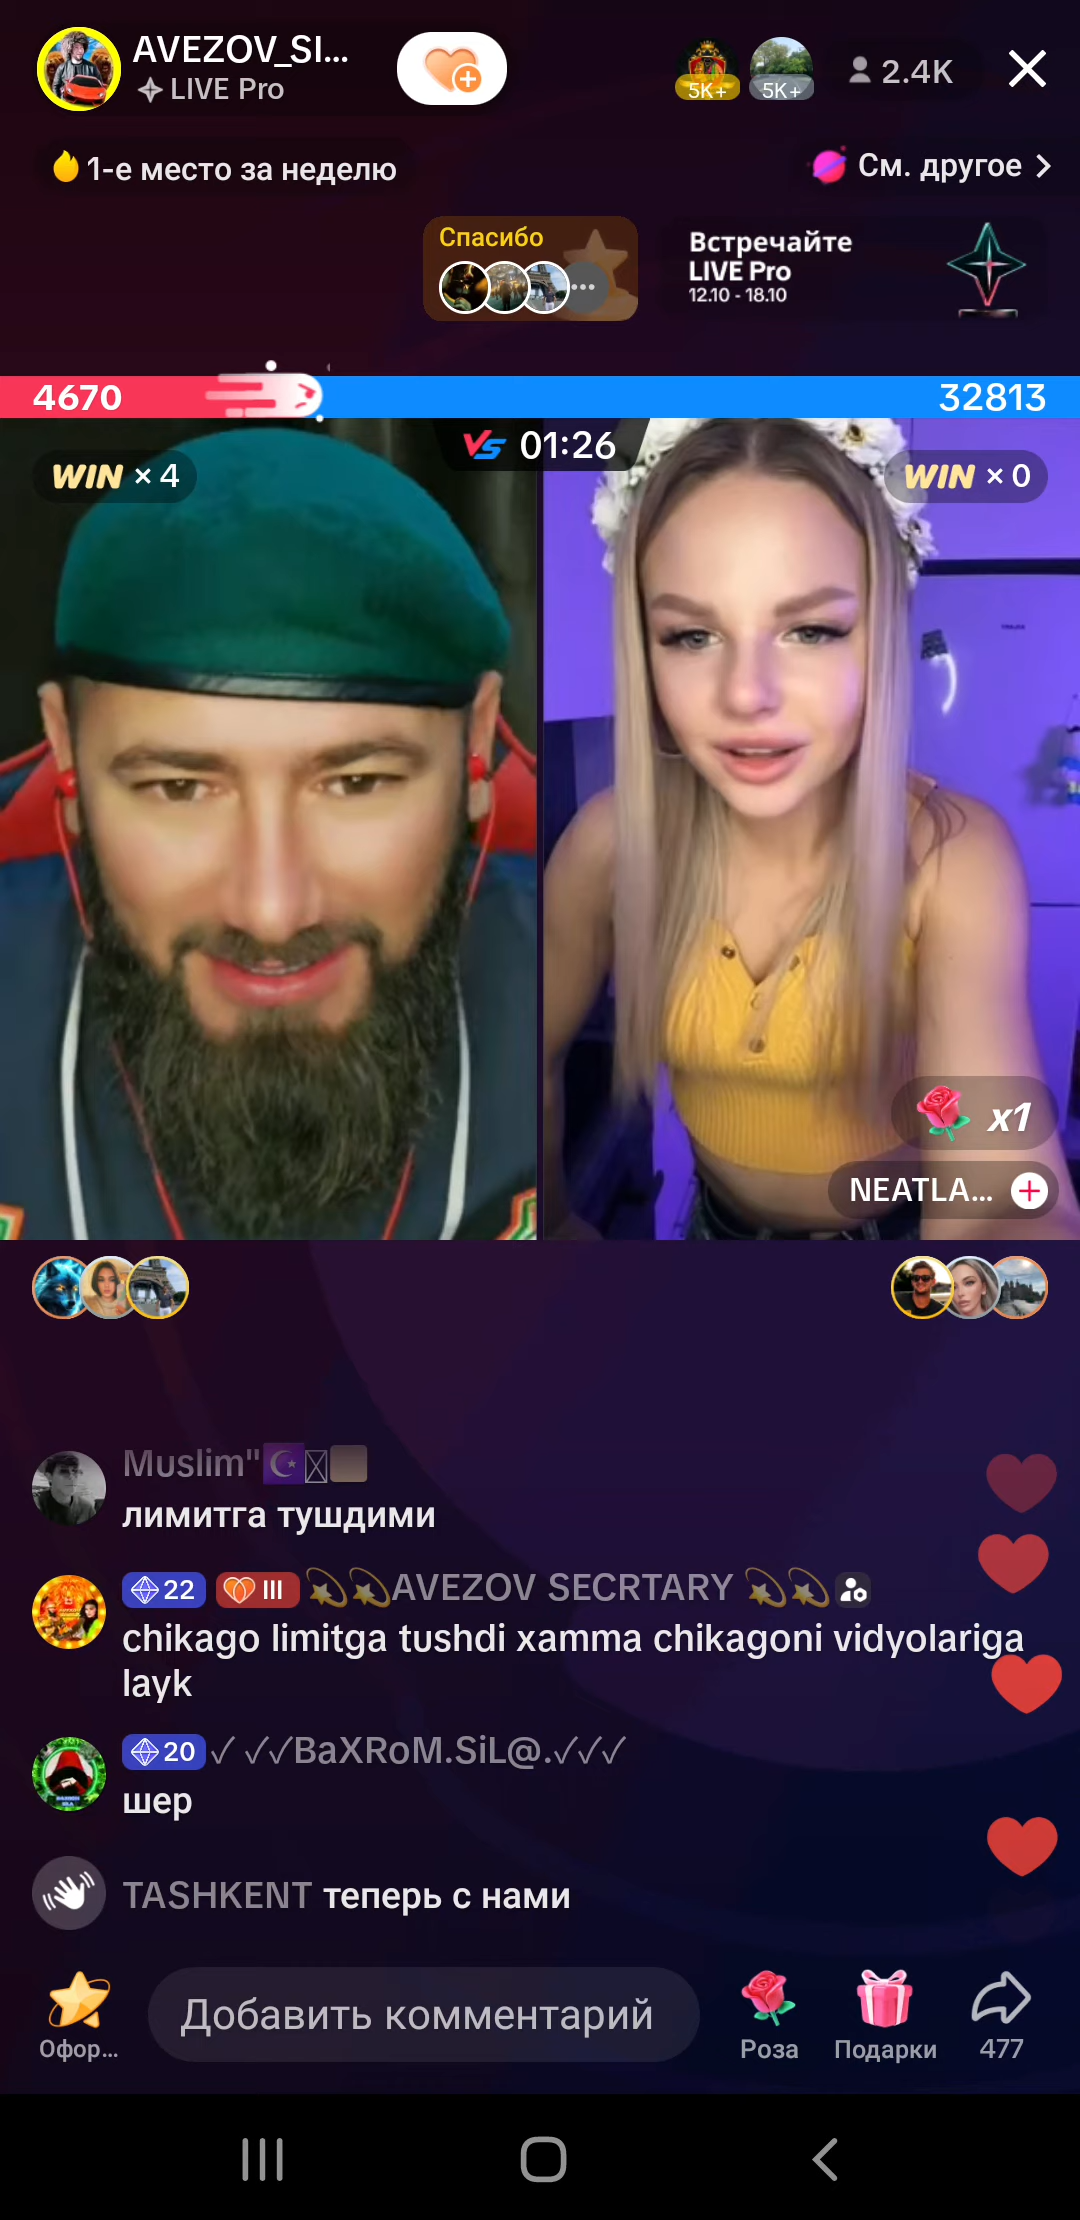 AVEZOV_SI...
LIVE Pro
5K+
5K+
2.4K
1-е место за неделю
См. другое
Спасибо
Встречайте
LIVE Pro
12.10 - 18.10
4670
32813
VS 01:26
WIN × 4
WIN × 0
x1
NEATLA...
Muslim"
лимитга тушдими
22 III AVEZOV SECRTARY
chikago limitga tushdi xamma chikagoni vidyolariga
layk
20 ✓ ✓✓BaXRoM.SiL@.✓✓✓
шер
TASHKENT теперь с нами
Офор...
Добавить комментарий
Роза
Подарки
477